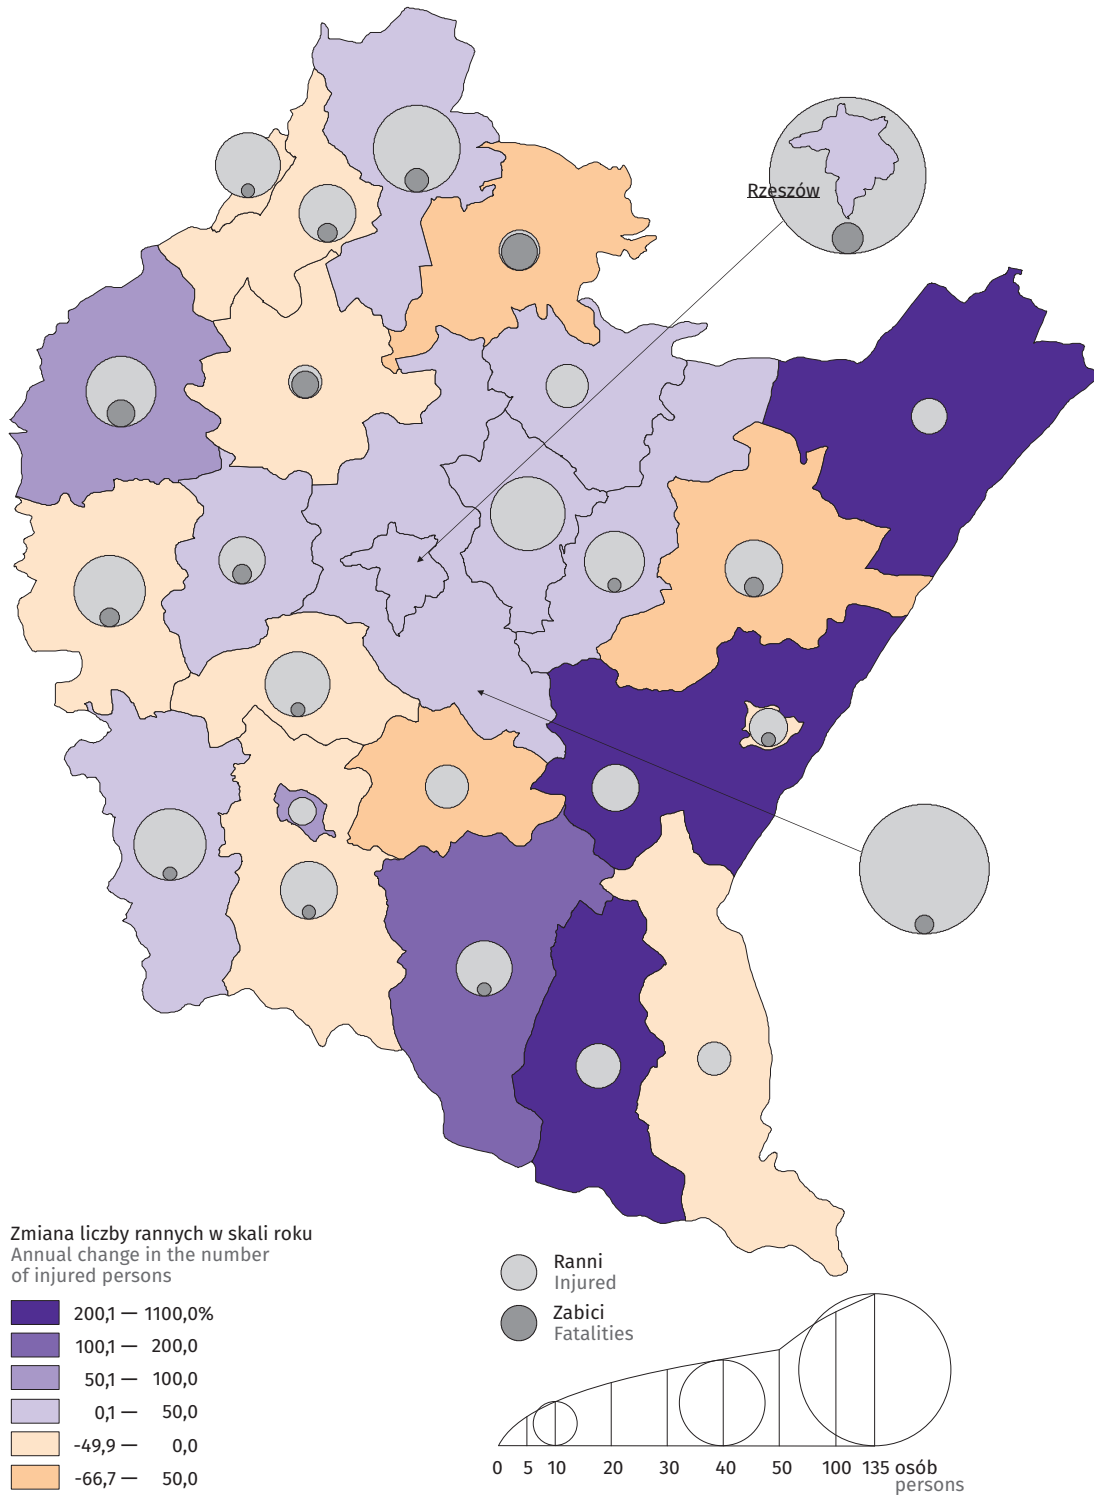 Rzeszów
Zmiana liczby rannych w skali roku
Annual change in the number
of injured persons
200,1 — 1100,0%
100,1 — 200,0
50,1 — 100,0
0,1 — 50,0
-49,9 — 0,0
-66,7 — 50,0
Ranni
Injured
Zabici
Fatalities
0 5 10 20 30 40 50 100 135 osób
persons